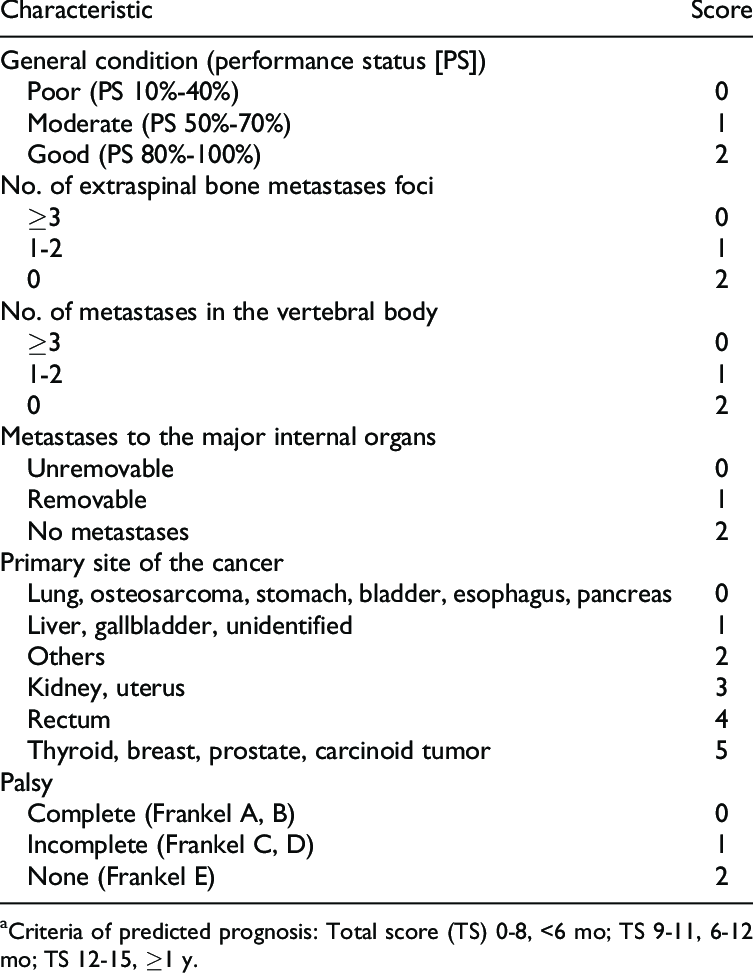 Characteristic Score
General condition (performance status [PS])
Poor (PS 10%-40%) 0
Moderate (PS 50%-70%) 1
Good (PS 80%-100%) 2
No. of extraspinal bone metastases foci
≥3 0
1-2 1
0 2
No. of metastases in the vertebral body
≥3 0
1-2 1
0 2
Metastases to the major internal organs
Unremovable 0
Removable 1
No metastases 2
Primary site of the cancer
Lung, osteosarcoma, stomach, bladder, esophagus, pancreas 0
Liver, gallbladder, unidentified 1
Others 2
Kidney, uterus 3
Rectum 4
Thyroid, breast, prostate, carcinoid tumor 5
Palsy
Complete (Frankel A, B) 0
Incomplete (Frankel C, D) 1
None (Frankel E) 2
aCriteria of predicted prognosis: Total score (TS) 0-8, <6 mo; TS 9-11, 6-12
mo; TS 12-15, ≥1 y.